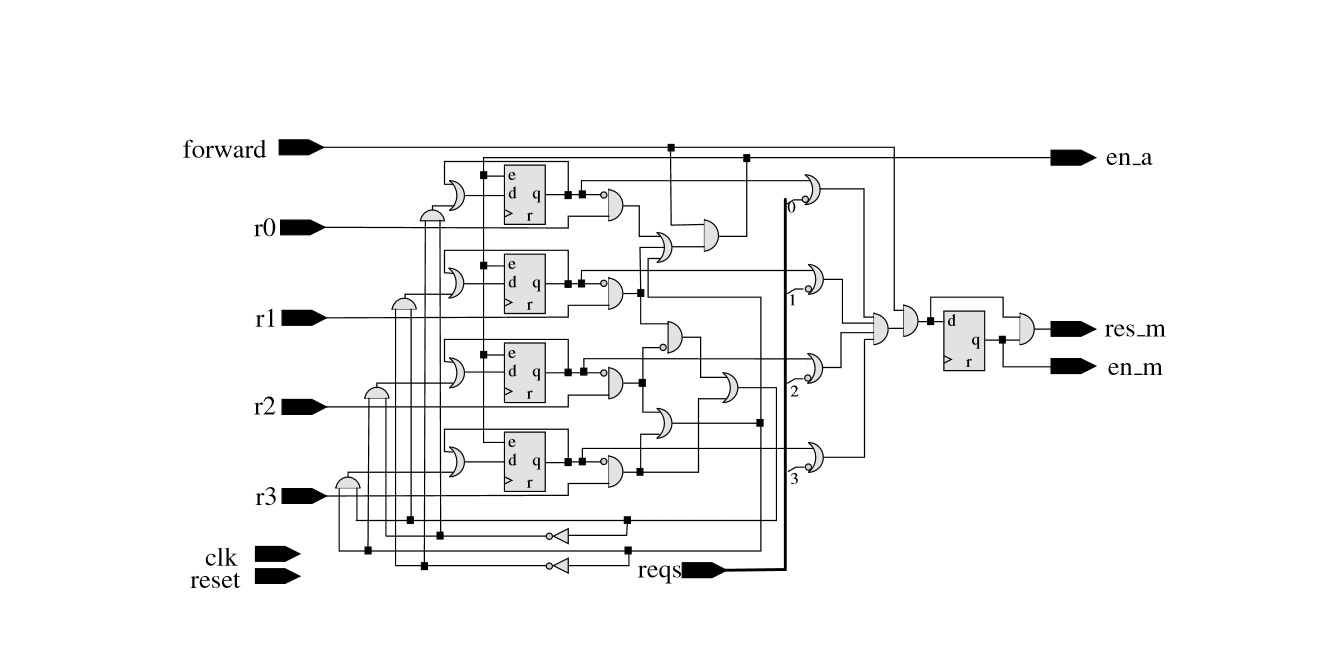 forward
en_a
e
d q
r
0
r0
e
d q
r
1
r1
d
q
r
res_m
en_m
e
d q
r
2
r2
e
d q
r
3
r3
clk
reset
reqs